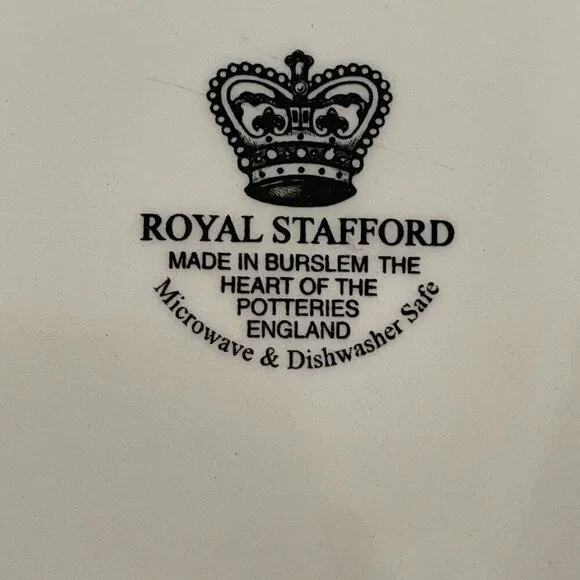 ROYAL STAFFORD
MADE IN BURSLEM THE
HEART OF THE
POTTERIES
ENGLAND
Microwave & Dishwasher Safe